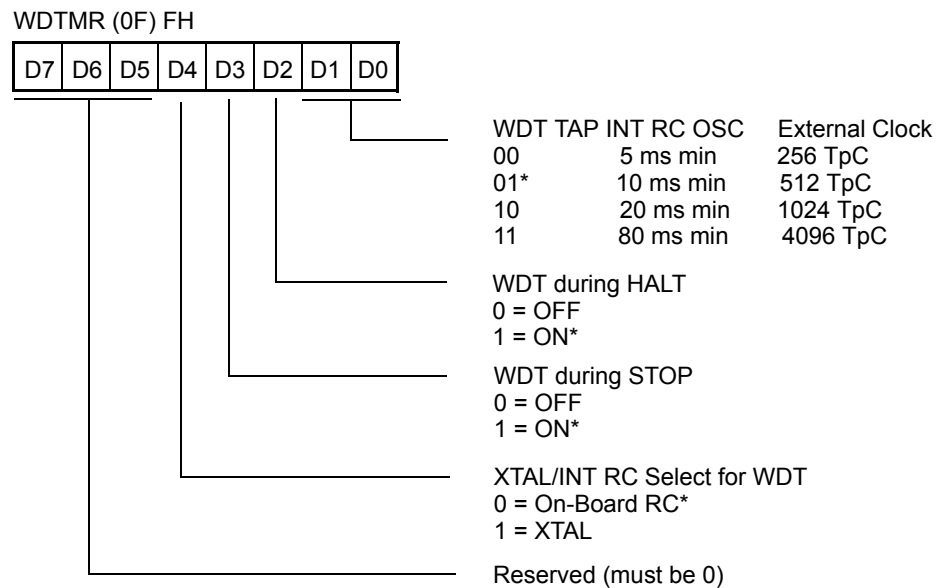 WDTMR (0F) FH
D7 D6 D5 D4 D3 D2 D1 D0
WDT TAP INT RC OSC External Clock
00 5 ms min 256 TpC
01* 10 ms min 512 TpC
10 20 ms min 1024 TpC
11 80 ms min 4096 TpC
WDT during HALT
0 = OFF
1 = ON*
WDT during STOP
0 = OFF
1 = ON*
XTAL/INT RC Select for WDT
0 = On-Board RC*
1 = XTAL
Reserved (must be 0)